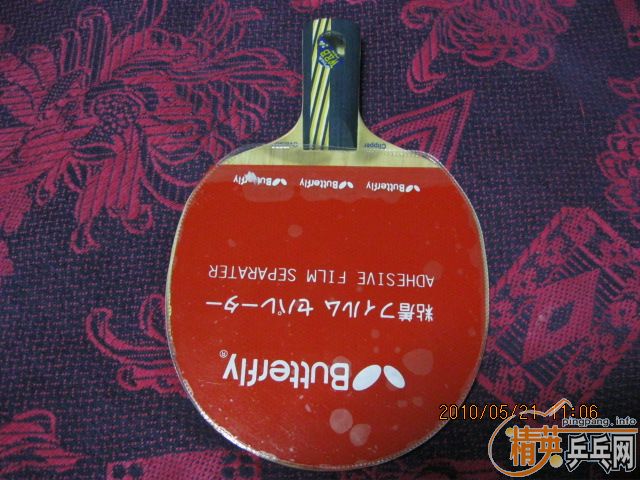 Clipper
Butterfly Butterfly Butterfly
ADHESIVE FILM SEPARATER
粘着フィルム セパレーター
Butterfly®
2010/05/21 11:06
pingpang.info
精英乒乓网